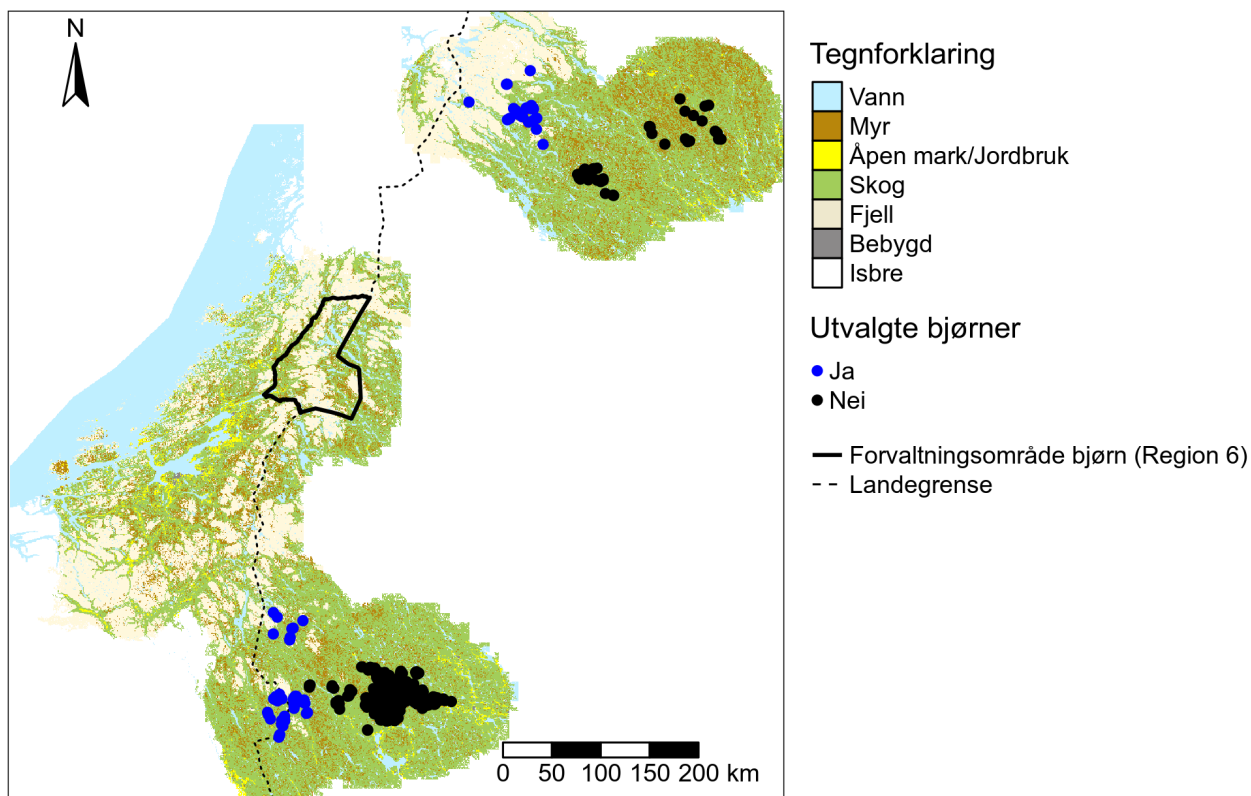 N
Tegnforklaring
Vann
Myr
Åpen mark/Jordbruk
Skog
Fjell
Bebygd
Isbre
Utvalgte bjørner
Ja
Nei
Forvaltningsområde bjørn (Region 6)
Landegrense
0 50 100 150 200 km